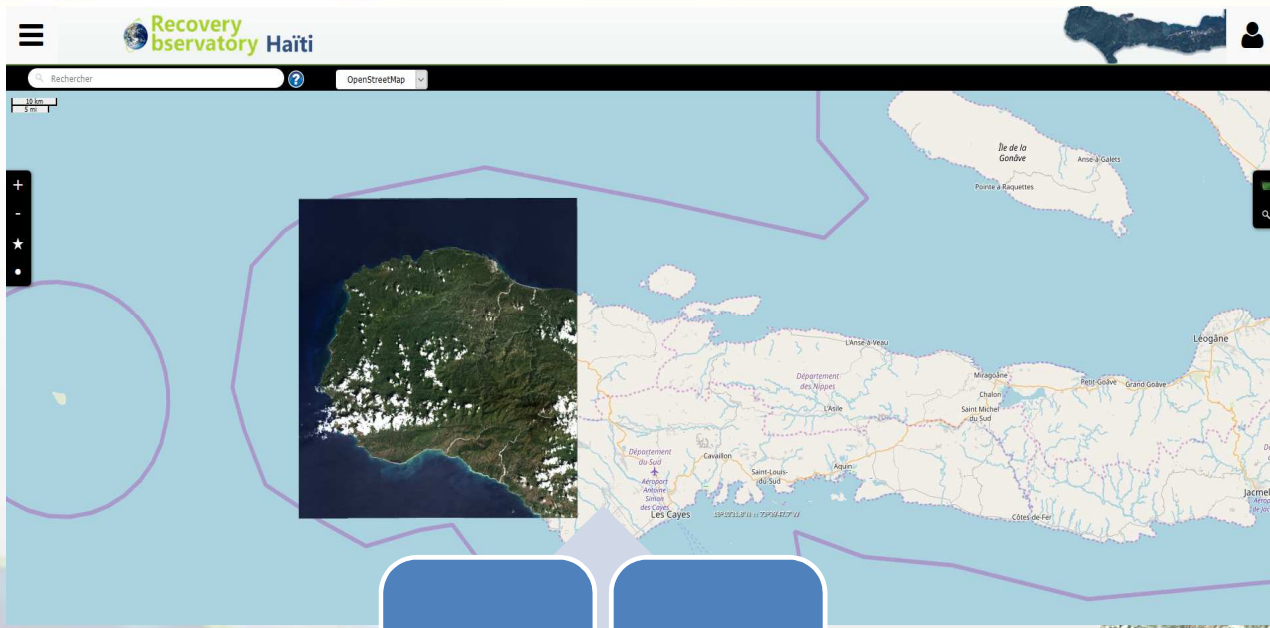 Recovery
bservatory Haïti
Rechercher
?
OpenStreetMap
10 km
5 mi
+
-
Île de la
Gonâve
Anse-à-Galets
Pointe à Raquettes
Léogâne
L'Anse-à-Veau
Miragoâne
Petit-Goâve
Grand-Goâve
Département
des Nippes
Chalon
Saint Michel
du Sud
L'Asile
Département
du-Sud
Cavaillon
Aquin
Saint-Louis-
du-Sud
Aéroport
Antoine
Simon
des Cayes
Les Cayes
Côtes-de-Fer
Jacmel